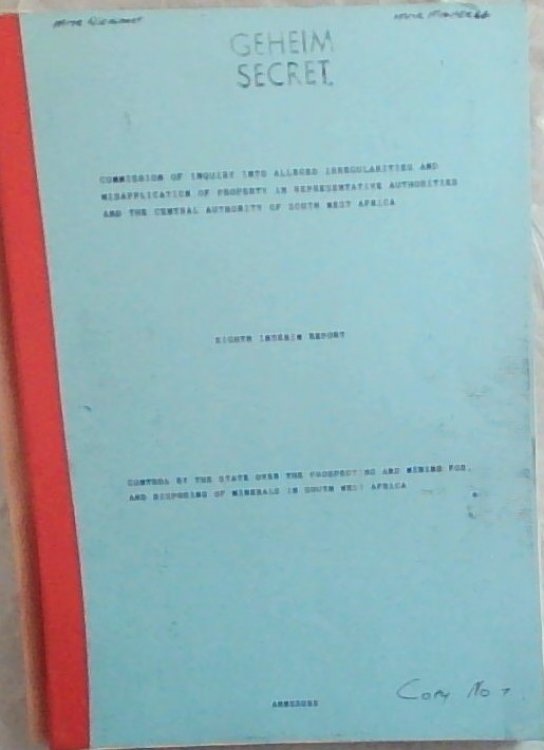 GEHEIM
SECRET.
COMMISSION OF INQUIRY INTO ALLEGED IRREGULARITIES AND
MISAPPLICATION OF PROPERTY IN REPRESENTATIVE AUTHORITIES
AND THE CENTRAL AUTHORITY OF SOUTH WEST AFRICA
EIGHTH INTERIM REPORT
CONTROL BY THE STATE OVER THE PROSPECTING AND MINING FOR,
AND DISPOSING OF MINERALS IN SOUTH WEST AFRICA
Copy No 7
ANNEXURES